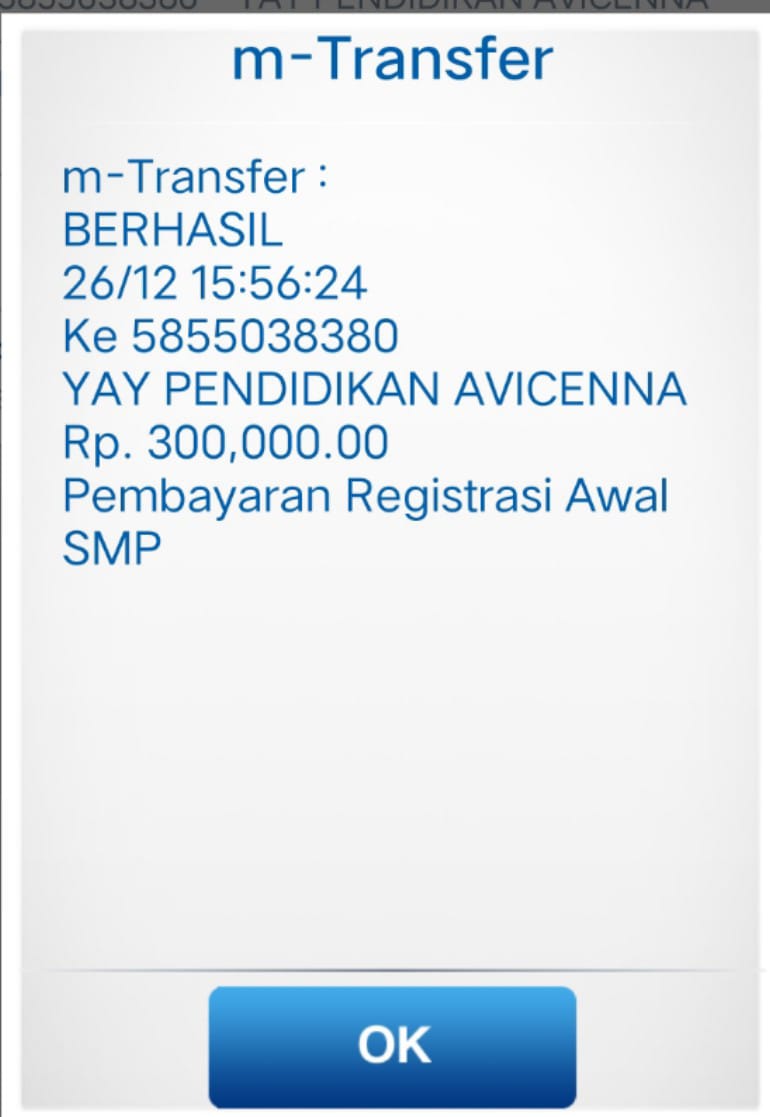 5855038380 YAY PENDIDIKAN AVICENNA
m-Transfer
m-Transfer :
BERHASIL
26/12 15:56:24
Ke 5855038380
YAY PENDIDIKAN AVICENNA
Rp. 300,000.00
Pembayaran Registrasi Awal
SMP
OK